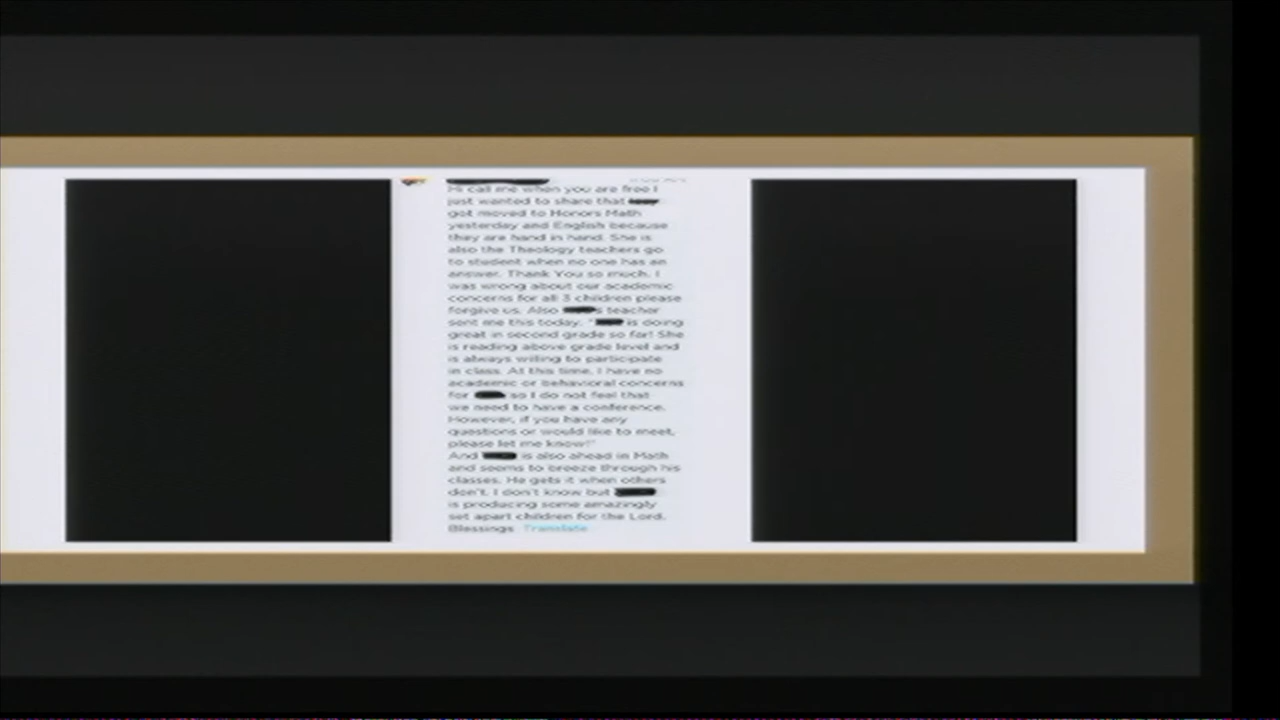 Hi call me when you are free I
just wanted to share that
got moved to Honors Math
yesterday and English because
they are hand in hand. She is
also the Theology teachers go
to student when no one has an
answer. Thank You so much. I
was wrong about our academic
concerns for all 3 children please
forgive us. Also s teacher
sent me this today. " is doing
great in second grade so far! She
is reading above grade level and
is always willing to participate
in class. At this time, I have no
academic or behavioral concerns
for so I do not feel that
we need to have a conference.
However, if you have any
questions or would like to meet,
please let me know!"
And is also ahead in Math
and seems to breeze through his
classes. He gets it when others
don't. I don't know but
is producing some amazingly
set apart children for the Lord.
Blessings Translate